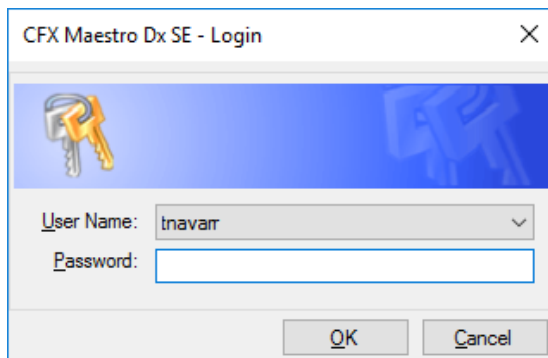 CFX Maestro Dx SE - Login
User Name: tnavarr
Password:
OK Cancel